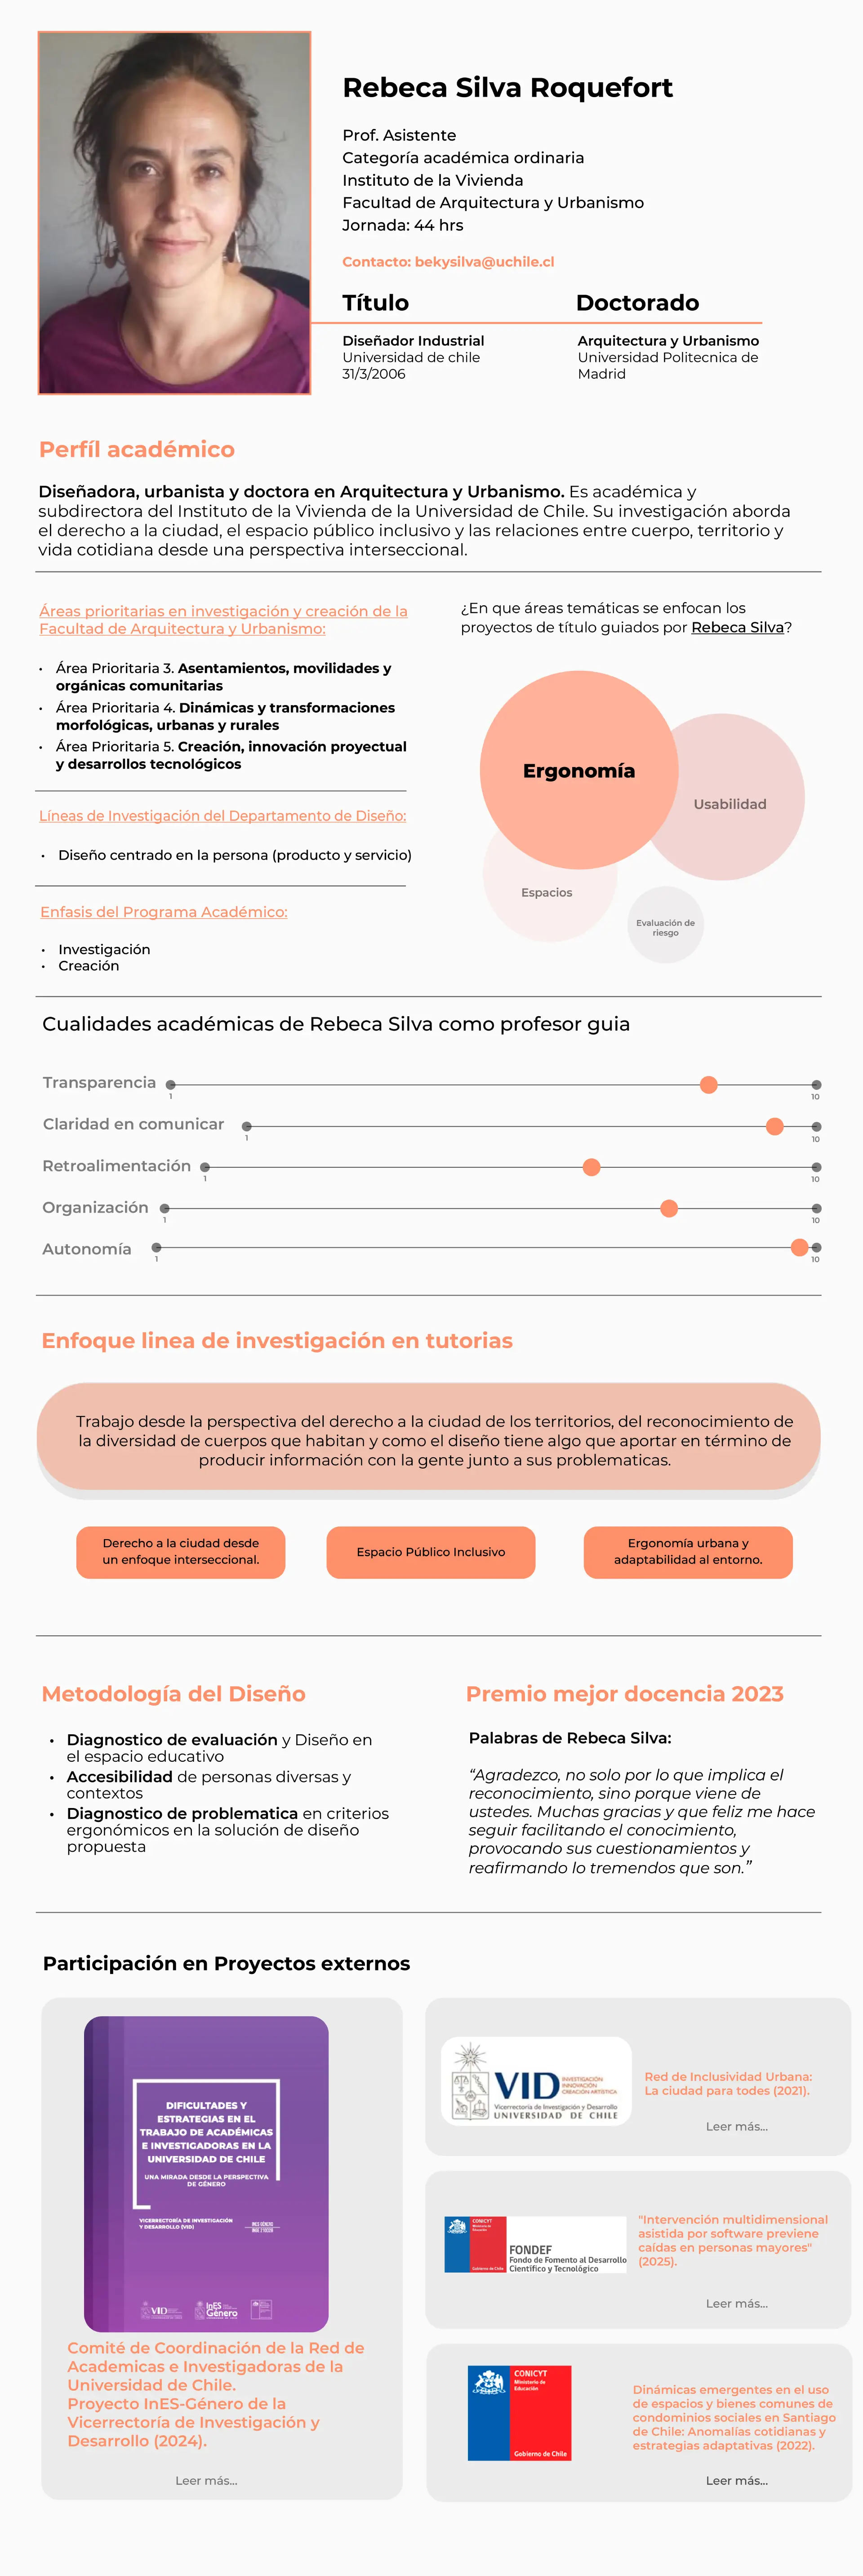 Rebeca Silva Roquefort
Prof. Asistente
Categoría académica ordinaria
Instituto de la Vivienda
Facultad de Arquitectura y Urbanismo
Jornada: 44 hrs
Contacto: bekysilva@uchile.cl
Título
Doctorado
Diseñador Industrial
Universidad de chile
31/3/2006
Arquitectura y Urbanismo
Universidad Politecnica de
Madrid
Perfíl académico
Diseñadora, urbanista y doctora en Arquitectura y Urbanismo. Es académica y
subdirectora del Instituto de la Vivienda de la Universidad de Chile. Su investigación aborda
el derecho a la ciudad, el espacio público inclusivo y las relaciones entre cuerpo, territorio y
vida cotidiana desde una perspectiva interseccional.
Áreas prioritarias en investigación y creación de la
Facultad de Arquitectura y Urbanismo:
• Área Prioritaria 3. Asentamientos, movilidades y
orgánicas comunitarias
• Área Prioritaria 4. Dinámicas y transformaciones
morfológicas, urbanas y rurales
• Área Prioritaria 5. Creación, innovación proyectual
y desarrollos tecnológicos
Líneas de Investigación del Departamento de Diseño:
• Diseño centrado en la persona (producto y servicio)
Enfasis del Programa Académico:
• Investigación
• Creación
¿En que áreas temáticas se enfocan los
proyectos de título guiados por Rebeca Silva?
Ergonomía
Usabilidad
Espacios
Evaluación de
riesgo
Cualidades académicas de Rebeca Silva como profesor guia
Transparencia
1
10
Claridad en comunicar
1
10
Retroalimentación
1
10
Organización
1
10
Autonomía
1
10
Enfoque linea de investigación en tutorias
Trabajo desde la perspectiva del derecho a la ciudad de los territorios, del reconocimiento de
la diversidad de cuerpos que habitan y como el diseño tiene algo que aportar en término de
producir información con la gente junto a sus problematicas.
Derecho a la ciudad desde
un enfoque interseccional.
Espacio Público Inclusivo
Ergonomía urbana y
adaptabilidad al entorno.
Metodología del Diseño
• Diagnostico de evaluación y Diseño en
el espacio educativo
• Accesibilidad de personas diversas y
contextos
• Diagnostico de problematica en criterios
ergonómicos en la solución de diseño
propuesta
Premio mejor docencia 2023
Palabras de Rebeca Silva:
“Agradezco, no solo por lo que implica el
reconocimiento, sino porque viene de
ustedes. Muchas gracias y que feliz me hace
seguir facilitando el conocimiento,
provocando sus cuestionamientos y
reafirmando lo tremendos que son.”
Participación en Proyectos externos
DIFICULTADES Y
ESTRATEGIAS EN EL
TRABAJO DE ACADÉMICAS
E INVESTIGADORAS EN LA
UNIVERSIDAD DE CHILE
UNA MIRADA DESDE LA PERSPECTIVA
DE GÉNERO
VICERRECTORÍA DE INVESTIGACIÓN
Y DESARROLLO (VID)
INES GÉNERO
VID
InES
Género
Comité de Coordinación de la Red de
Academicas e Investigadoras de la
Universidad de Chile.
Proyecto InES-Género de la
Vicerrectoría de Investigación y
Desarrollo (2024).
Leer más...
VID
INVESTIGACIÓN
INNOVACIÓN
CREACIÓN ARTÍSTICA
Vicerrectoría de Investigación y Desarrollo
UNIVERSIDAD DE CHILE
Red de Inclusividad Urbana:
La ciudad para todes (2021).
Leer más...
CONICYT
Ministerio de
Educación
Gobierno de Chile
FONDEF
Fondo de Fomento al Desarrollo
Científico y Tecnológico
"Intervención multidimensional
asistida por software previene
caídas en personas mayores"
(2025).
Leer más...
CONICYT
Ministerio de
Educación
Gobierno de Chile
Dinámicas emergentes en el uso
de espacios y bienes comunes de
condominios sociales en Santiago
de Chile: Anomalías cotidianas y
estrategias adaptativas (2022).
Leer más...